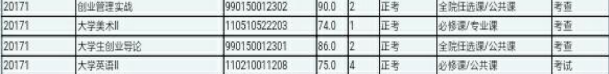 20171 创业管理实战 990150012302 90.0 2 正考 全院任选课/公共课 考查
20171 大学美术II 110510522203 74.0 1 正考 必修课/专业课 考查
20171 大学生创业导论 990150012301 86.0 2 正考 全院任选课/公共课 考查
20171 大学英语II 110210011208 75.0 4 正考 必修课/公共课 考试